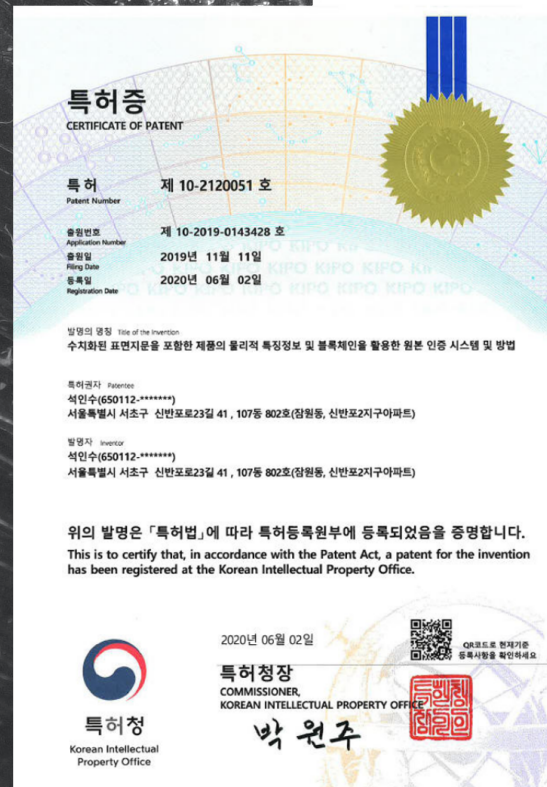 특허증
CERTIFICATE OF PATENT
특허 제 10-2120051 호
Patent Number
출원번호 제 10-2019-0143428 호
Application Number
출원일 2019년 11월 11일
Filing Date
등록일 2020년 06월 02일
Registration Date
발명의 명칭 Title of the Invention
수치화된 표면지문을 포함한 제품의 물리적 특징정보 및 블록체인을 활용한 원본 인증 시스템 및 방법
특허권자 Patentee
석인수(650112-*******)
서울특별시 서초구 신반포로23길 41 , 107동 802호(잠원동, 신반포2지구아파트)
발명자 Inventor
석인수(650112-*******)
서울특별시 서초구 신반포로23길 41 , 107동 802호(잠원동, 신반포2지구아파트)
위의 발명은 「특허법」에 따라 특허등록원부에 등록되었음을 증명합니다.
This is to certify that, in accordance with the Patent Act, a patent for the invention
has been registered at the Korean Intellectual Property Office.
2020년 06월 02일
QR코드로 현재기준
등록사항을 확인하세요
특허청장
COMMISSIONER,
KOREAN INTELLECTUAL PROPERTY OFFICE
박원주
특허청
Korean Intellectual
Property Office